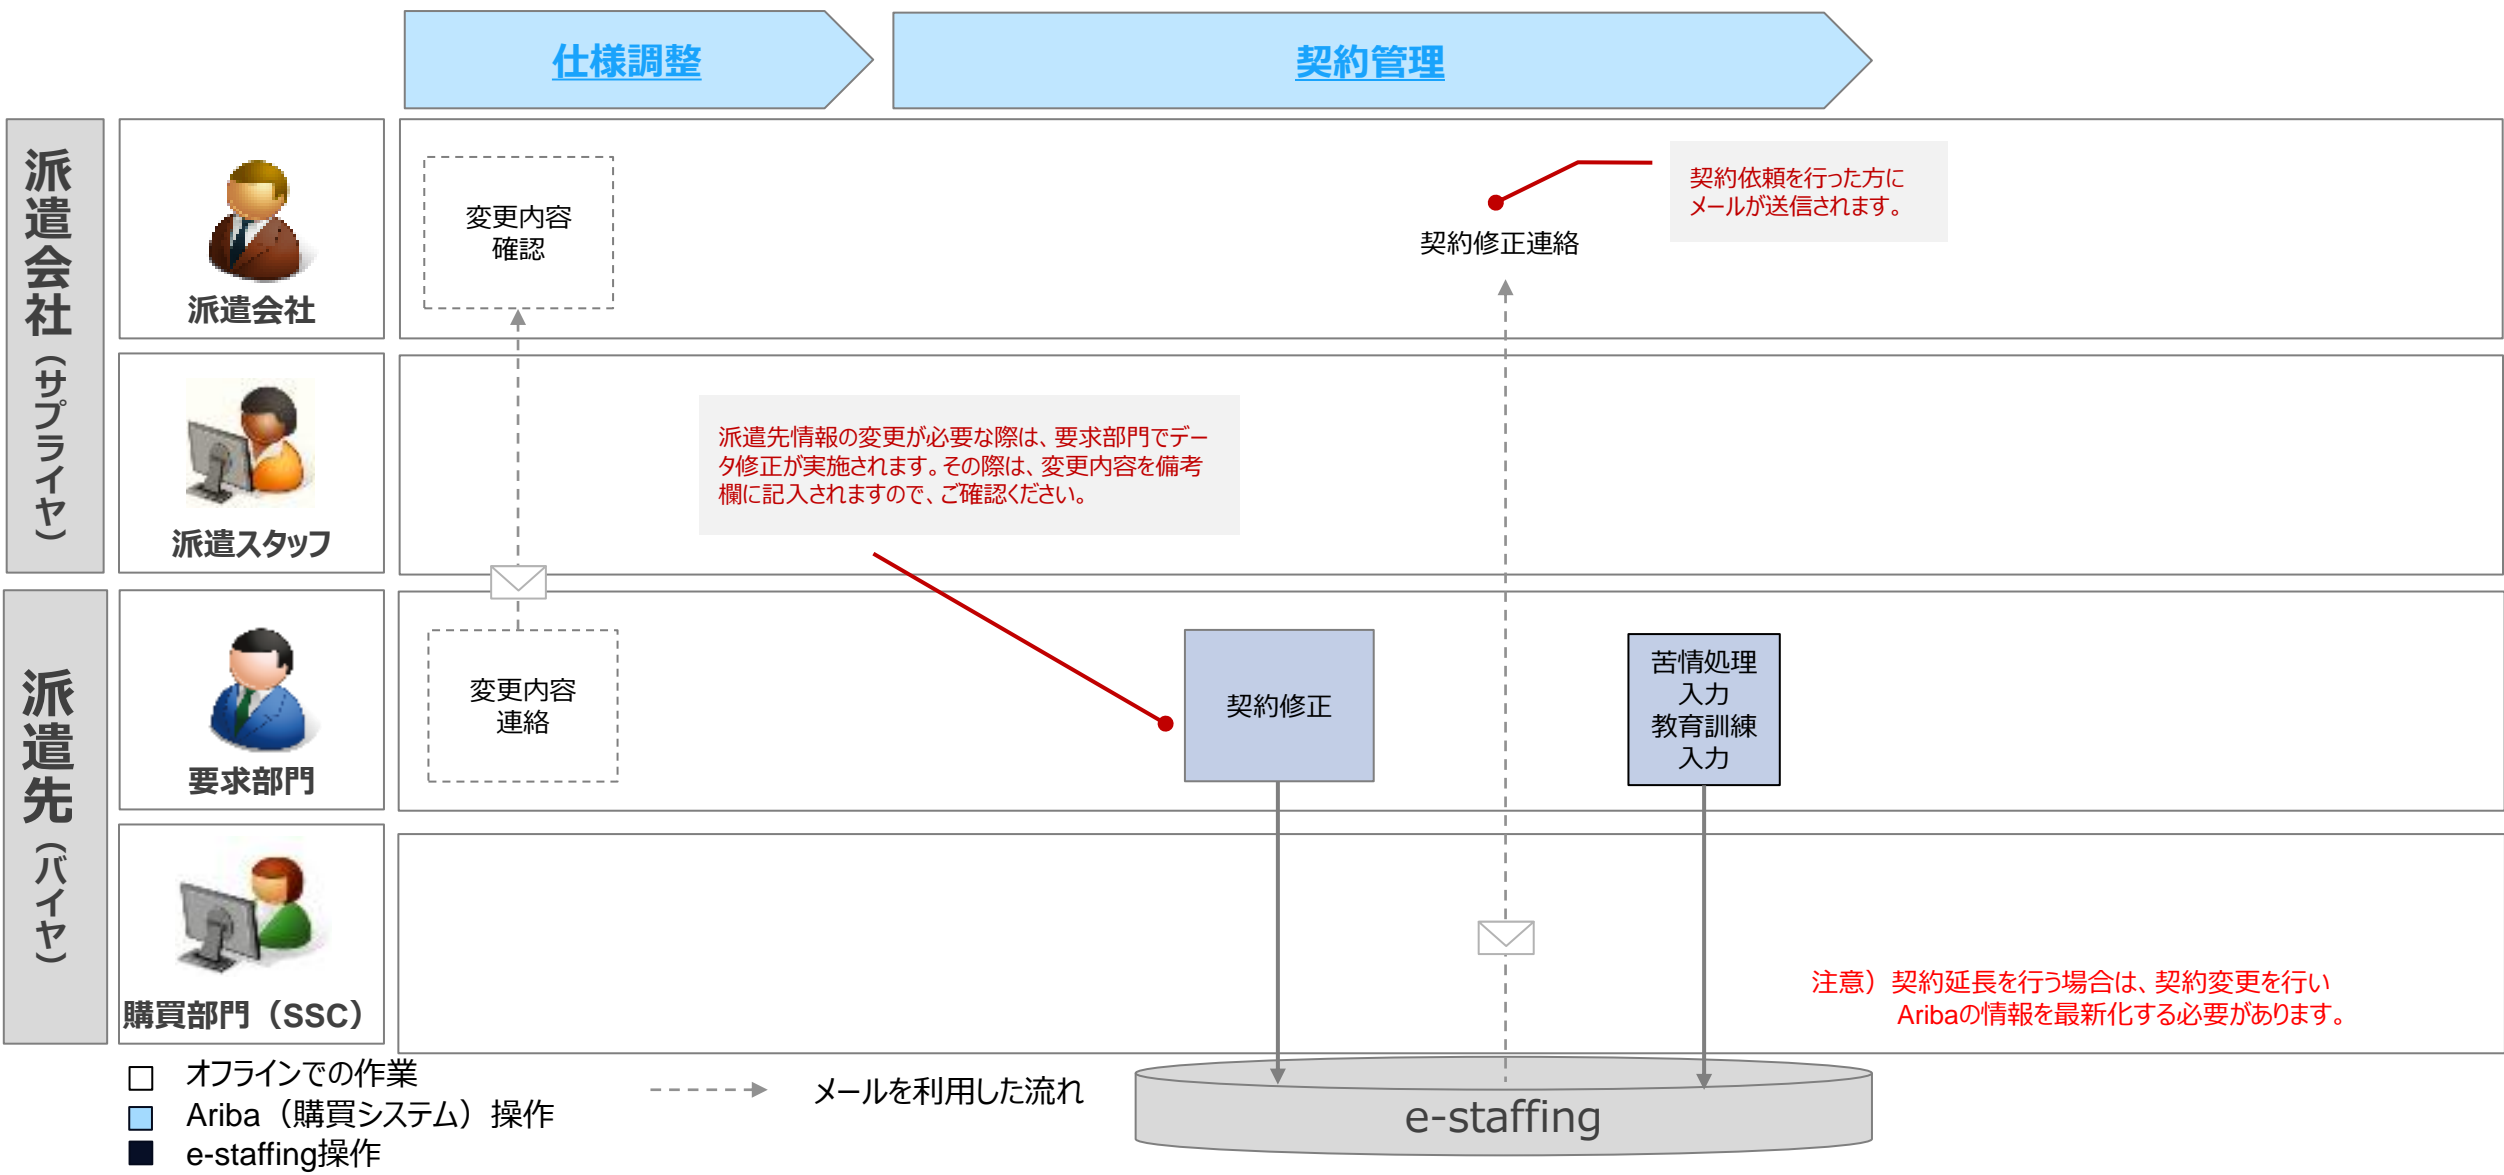 仕様調整
契約管理
派遣会社（サプライヤ）
派遣会社
変更内容
確認
契約修正連絡
契約依頼を行った方に
メールが送信されます。
派遣スタッフ
派遣先情報の変更が必要な際は、要求部門でデー
タ修正が実施されます。その際は、変更内容を備考
欄に記入されますので、ご確認ください。
派遣先（バイヤ）
要求部門
変更内容
連絡
契約修正
苦情処理
入力
教育訓練
入力
購買部門（SSC）
注意）契約延長を行う場合は、契約変更を行い
Aribaの情報を最新化する必要があります。
オフラインでの作業
Ariba（購買システム）操作
e-staffing操作
メールを利用した流れ
e-staffing